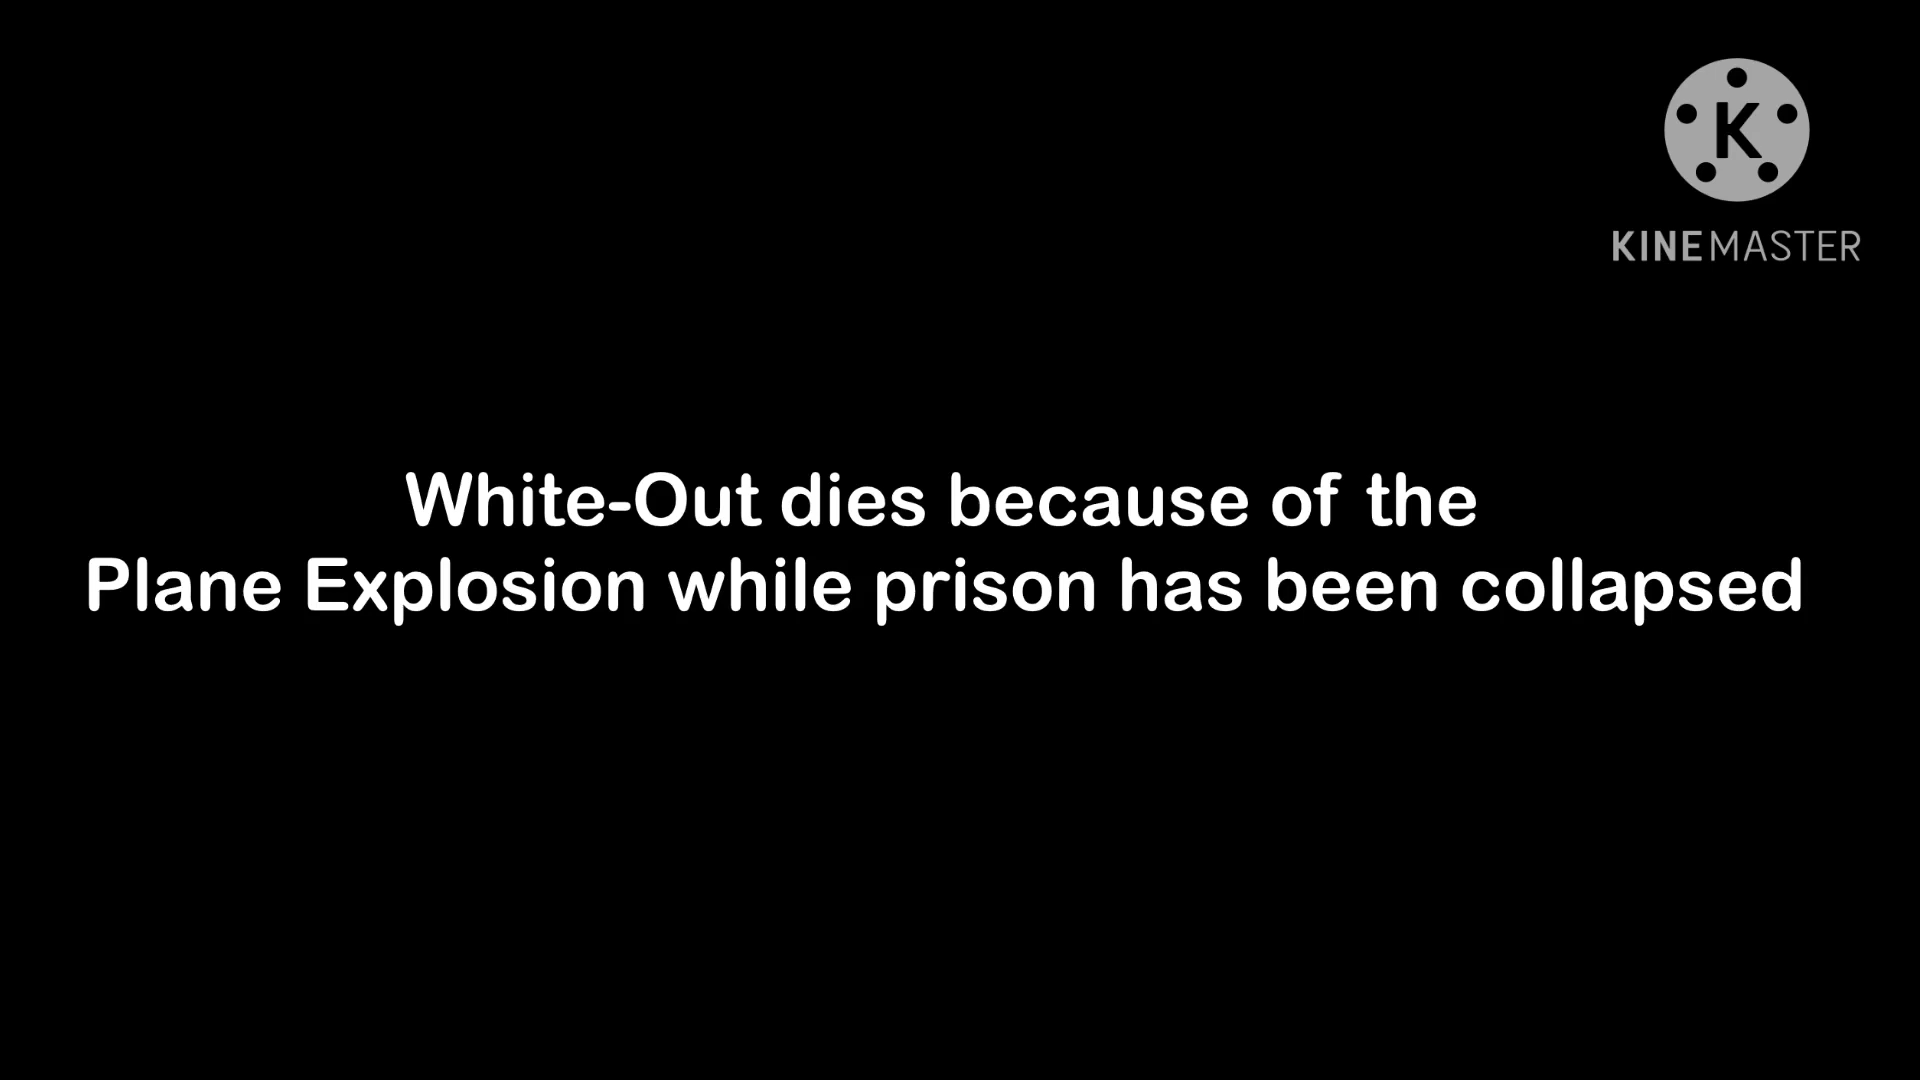 K
KINEMASTER
White-Out dies because of the
Plane Explosion while prison has been collapsed